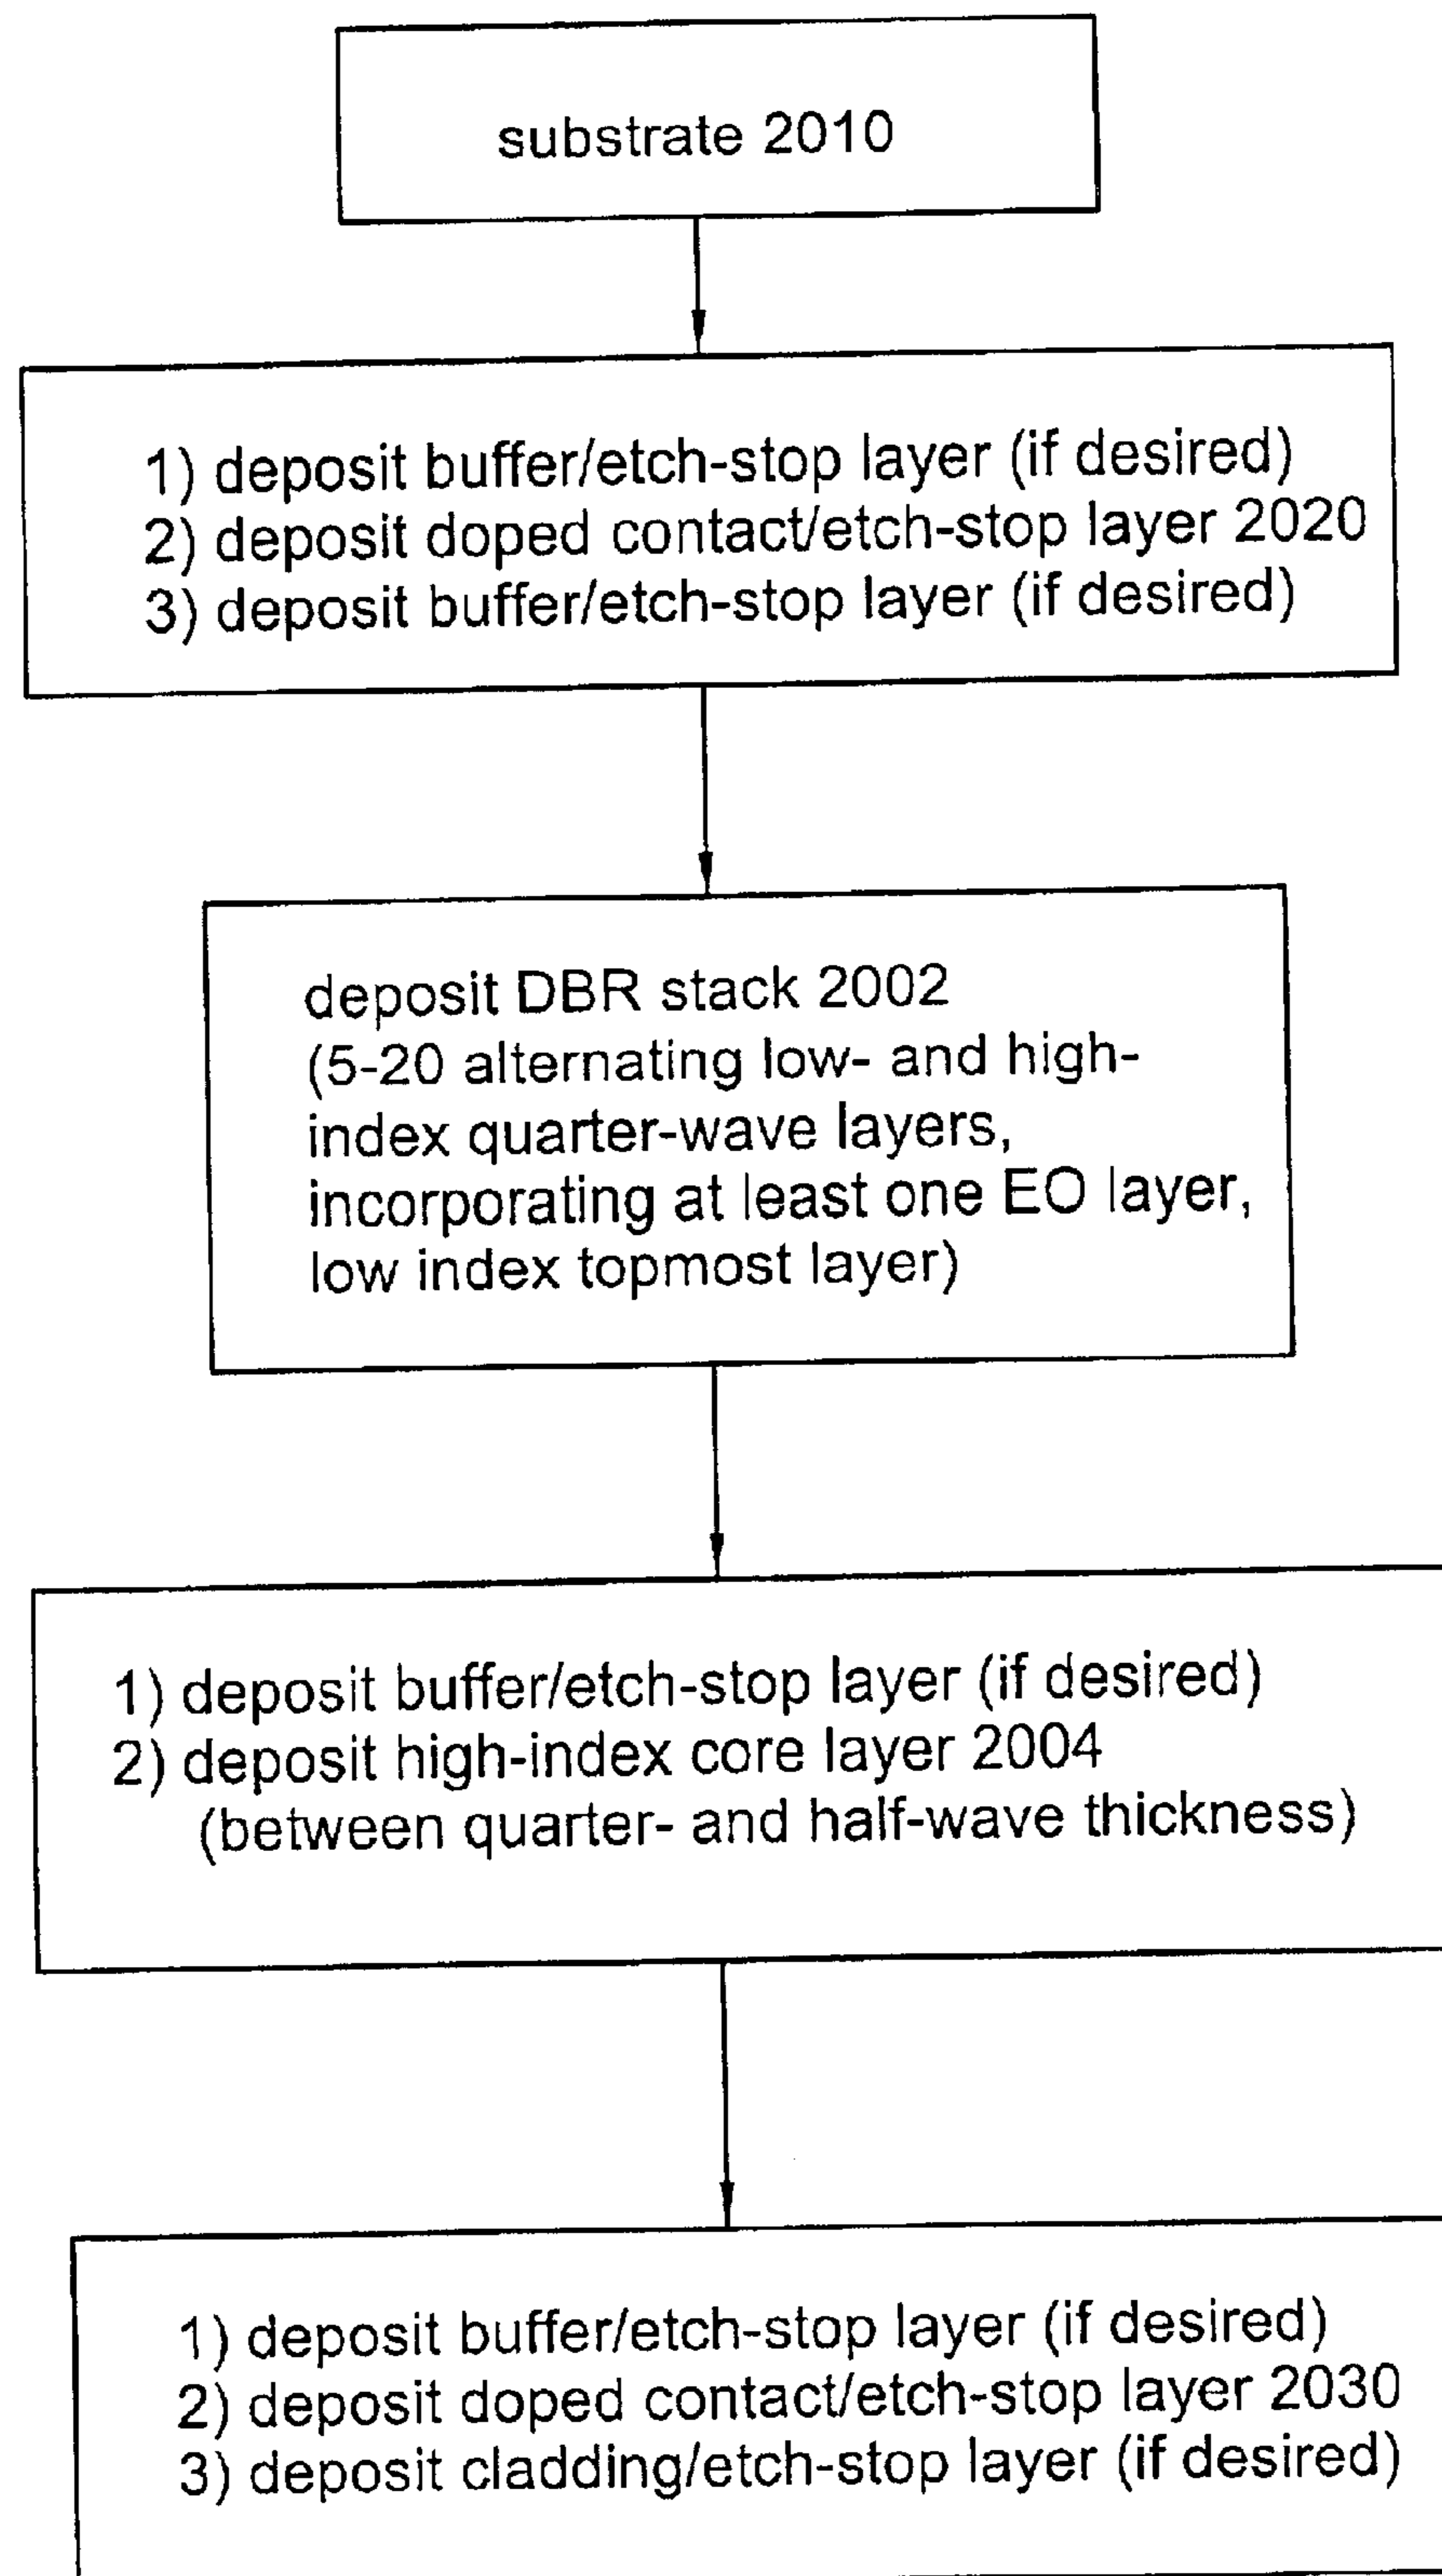 substrate 2010
1) deposit buffer/etch-stop layer (if desired)
2) deposit doped contact/etch-stop layer 2020
3) deposit buffer/etch-stop layer (if desired)
deposit DBR stack 2002
(5-20 alternating low- and high-
index quarter-wave layers,
incorporating at least one EO layer,
low index topmost layer)
1) deposit buffer/etch-stop layer (if desired)
2) deposit high-index core layer 2004
(between quarter- and half-wave thickness)
1) deposit buffer/etch-stop layer (if desired)
2) deposit doped contact/etch-stop layer 2030
3) deposit cladding/etch-stop layer (if desired)